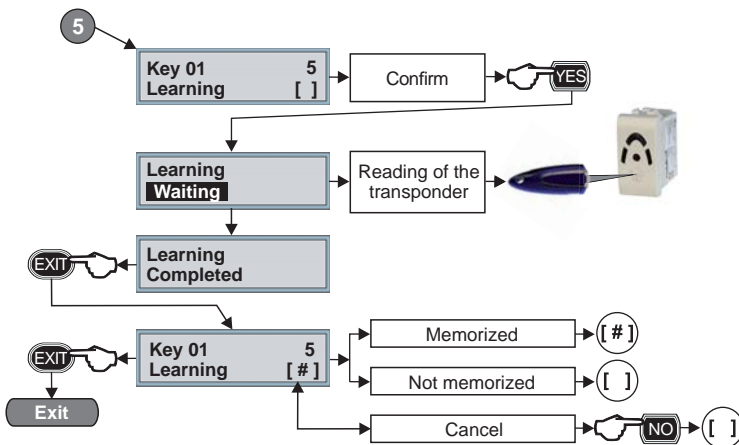 5
Key 01 5
Learning [ ]
Confirm
YES
Learning
Waiting
Reading of the
transponder
Learning
Completed
EXIT
Key 01 5
Learning [ # ]
EXIT
Exit
Memorized
[ # ]
Not memorized
[ ]
Cancel
NO
[ ]